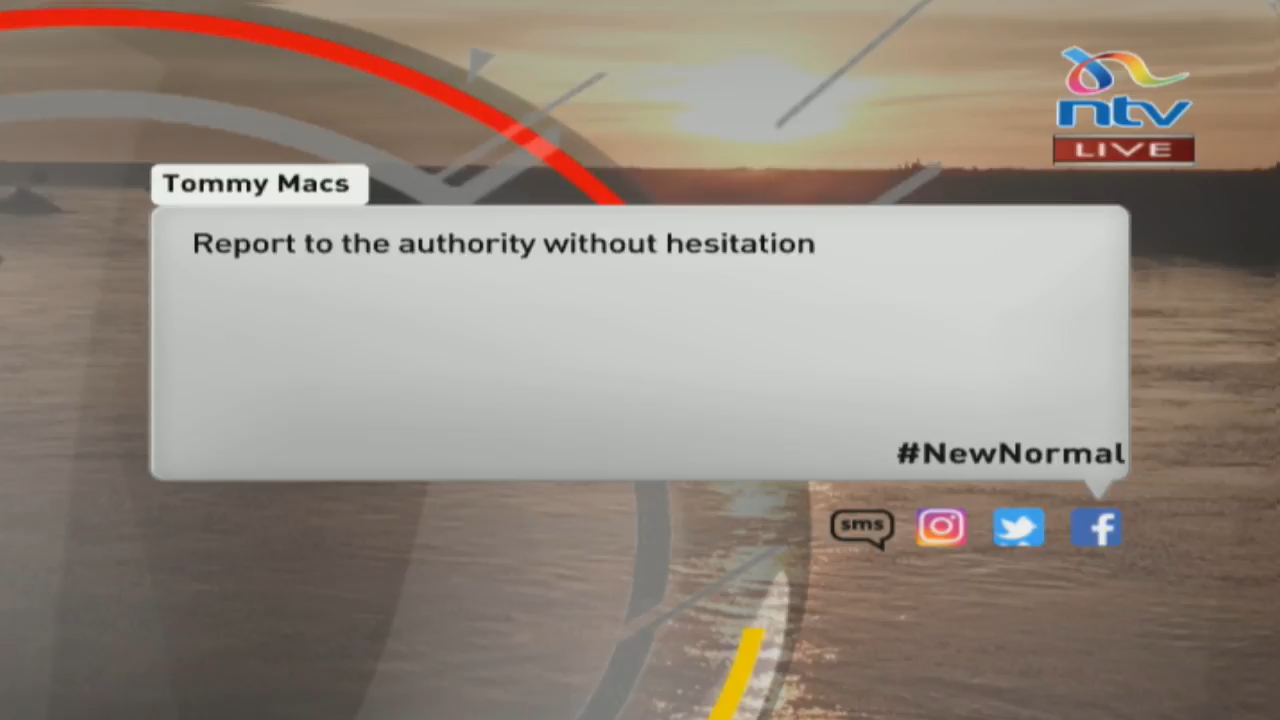 ntv
LIVE
Tommy Macs
Report to the authority without hesitation
#NewNormal
sms